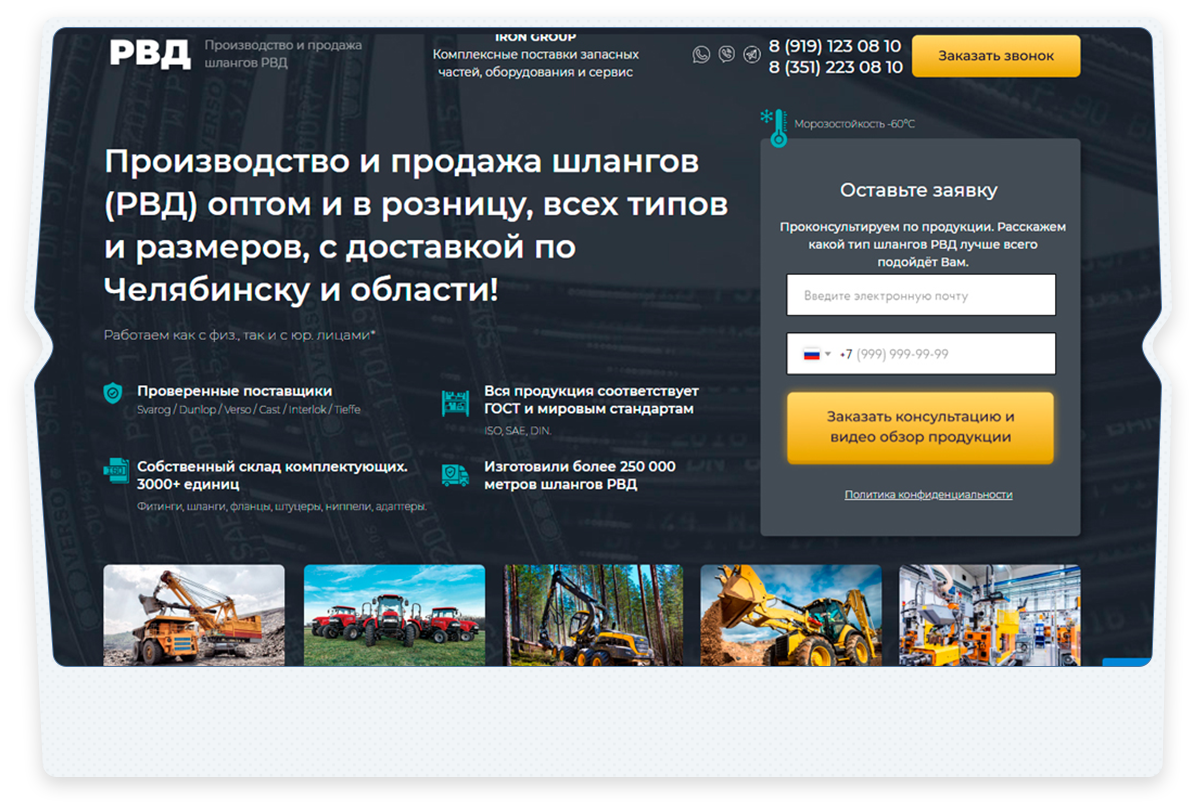 РВД
Производство и продажа
шлангов РВД
IRON GROUP
Комплексные поставки запасных
частей, оборудования и сервис
8 (919) 123 08 10
8 (351) 223 08 10
Заказать звонок
Морозостойкость -60°C
Производство и продажа шлангов
(РВД) оптом и в розницу, всех типов
и размеров, с доставкой по
Челябинску и области!
Работаем как с физ., так и с юр. лицами*
Проверенные поставщики
Svarog / Dunlop / Verso / Cast / Interlok / Tieffe
Вся продукция соответствует
ГОСТ и мировым стандартам
ISO, SAE, DIN.
Собственный склад комплектующих.
3000+ единиц
Фитинги, шланги, фланцы, штуцеры, ниппели, адаптеры.
Изготовили более 250 000
метров шлангов РВД
Оставьте заявку
Проконсультируем по продукции. Расскажем
какой тип шлангов РВД лучше всего
подойдёт Вам.
Введите электронную почту
+7 (999) 999-99-99
Заказать консультацию и
видео обзор продукции
Политика конфиденциальности